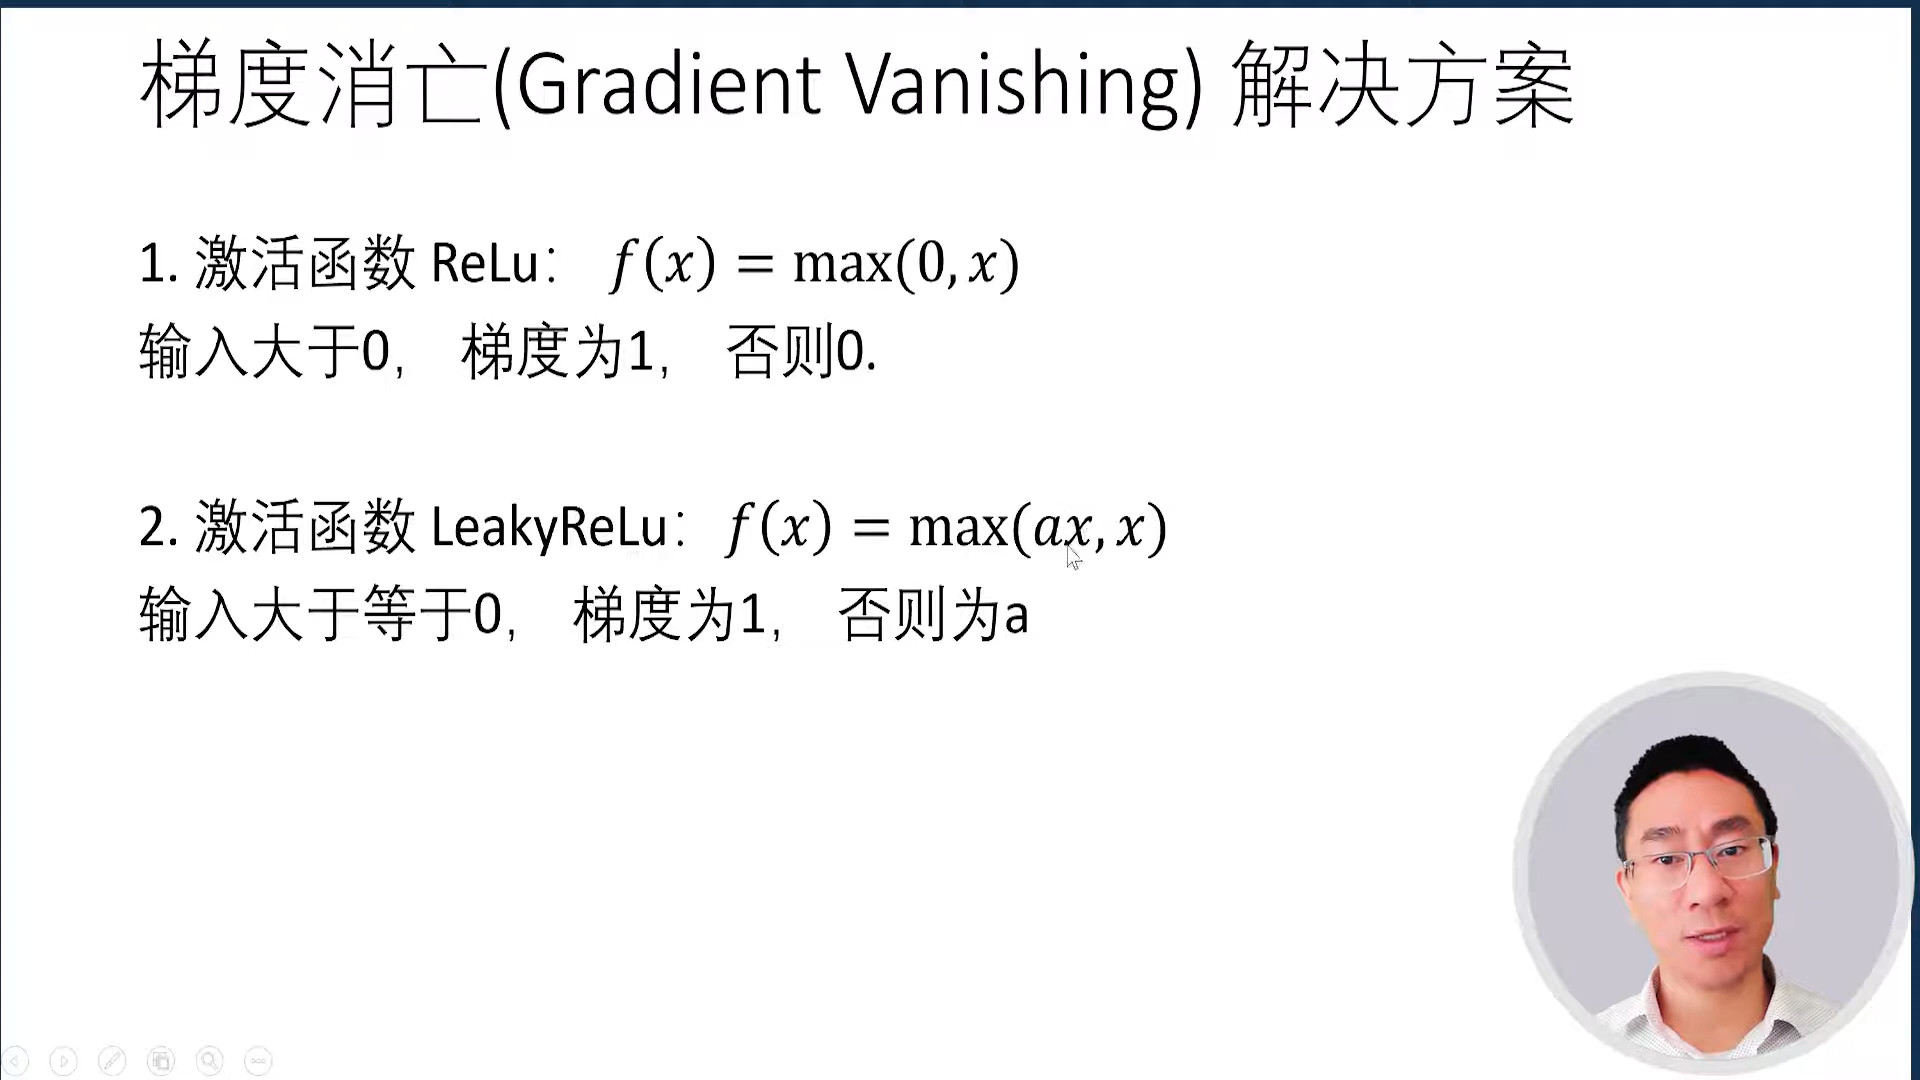 梯度消亡(Gradient Vanishing) 解决方案
1. 激活函数 ReLu： f(x) = max(0, x)
输入大于0， 梯度为1， 否则0.
2. 激活函数 LeakyReLu：f(x) = max(ax, x)
输入大于等于0， 梯度为1， 否则为a